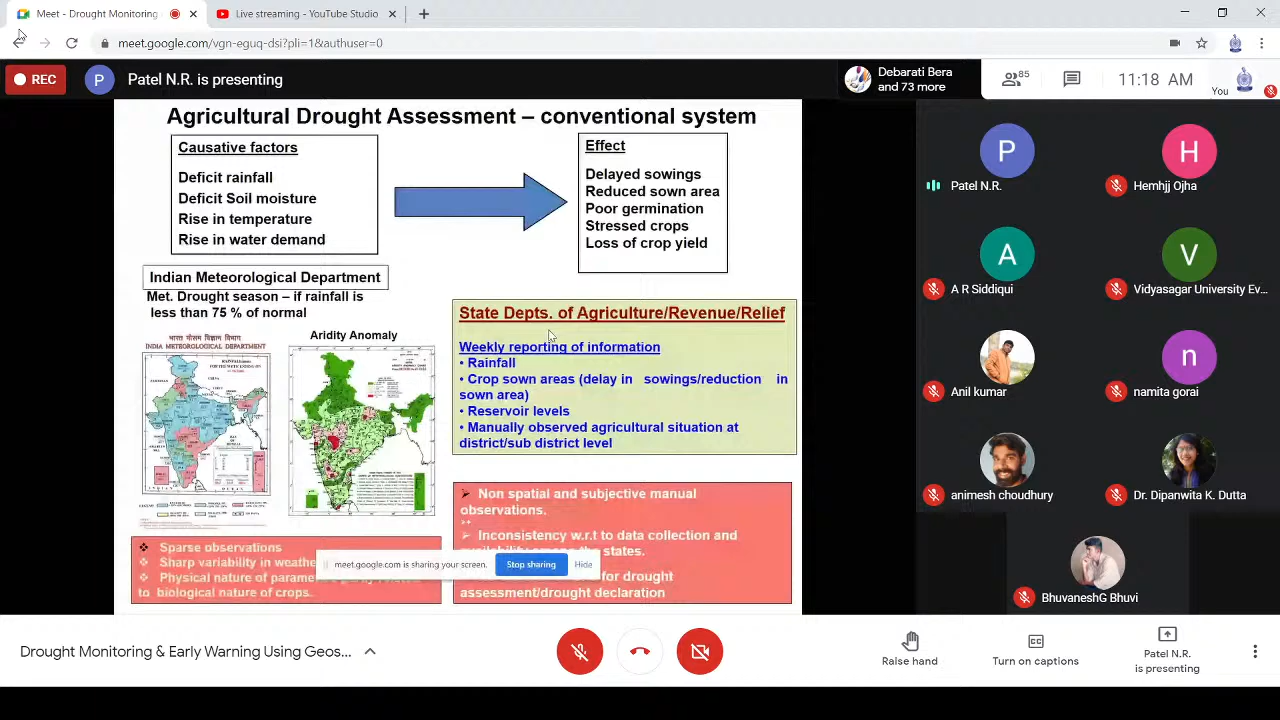 Meet - Drought Monitoring
Live streaming - YouTube Studio
meet.google.com/vgn-eguq-dsi?pli=1&authuser=0
REC
P
Patel N.R. is presenting
Debarati Bera
and 73 more
85
11:18 AM
You
Agricultural Drought Assessment – conventional system
Causative factors
Deficit rainfall
Deficit Soil moisture
Rise in temperature
Rise in water demand
Effect
Delayed sowings
Reduced sown area
Poor germination
Stressed crops
Loss of crop yield
Indian Meteorological Department
Met. Drought season – if rainfall is
less than 75 % of normal
भारत मौसम विज्ञान विभाग
INDIA METEOROLOGICAL DEPARTMENT
Aridity Anomaly
State Depts. of Agriculture/Revenue/Relief
Weekly reporting of information
• Rainfall
• Crop sown areas (delay in sowings/reduction in
sown area)
• Reservoir levels
• Manually observed agricultural situation at
district/sub district level
❖ Sparse observations
❖ Sharp variability in weathe
❖ Physical nature of parame
to biological nature of crops.
➢ Non spatial and subjective manual
observations.
➢ Inconsistency w.r.t to data collection and
the states.
for drought
assessment/drought declaration
meet.google.com is sharing your screen.
Stop sharing
Hide
P
Patel N.R.
H
Hemhjj Ojha
A
A R Siddiqui
V
Vidyasagar University Ev...
Anil kumar
n
namita gorai
animesh choudhury
Dr. Dipanwita K. Dutta
BhuvaneshG Bhuvi
Drought Monitoring & Early Warning Using Geos...
Raise hand
Turn on captions
Patel N.R.
is presenting